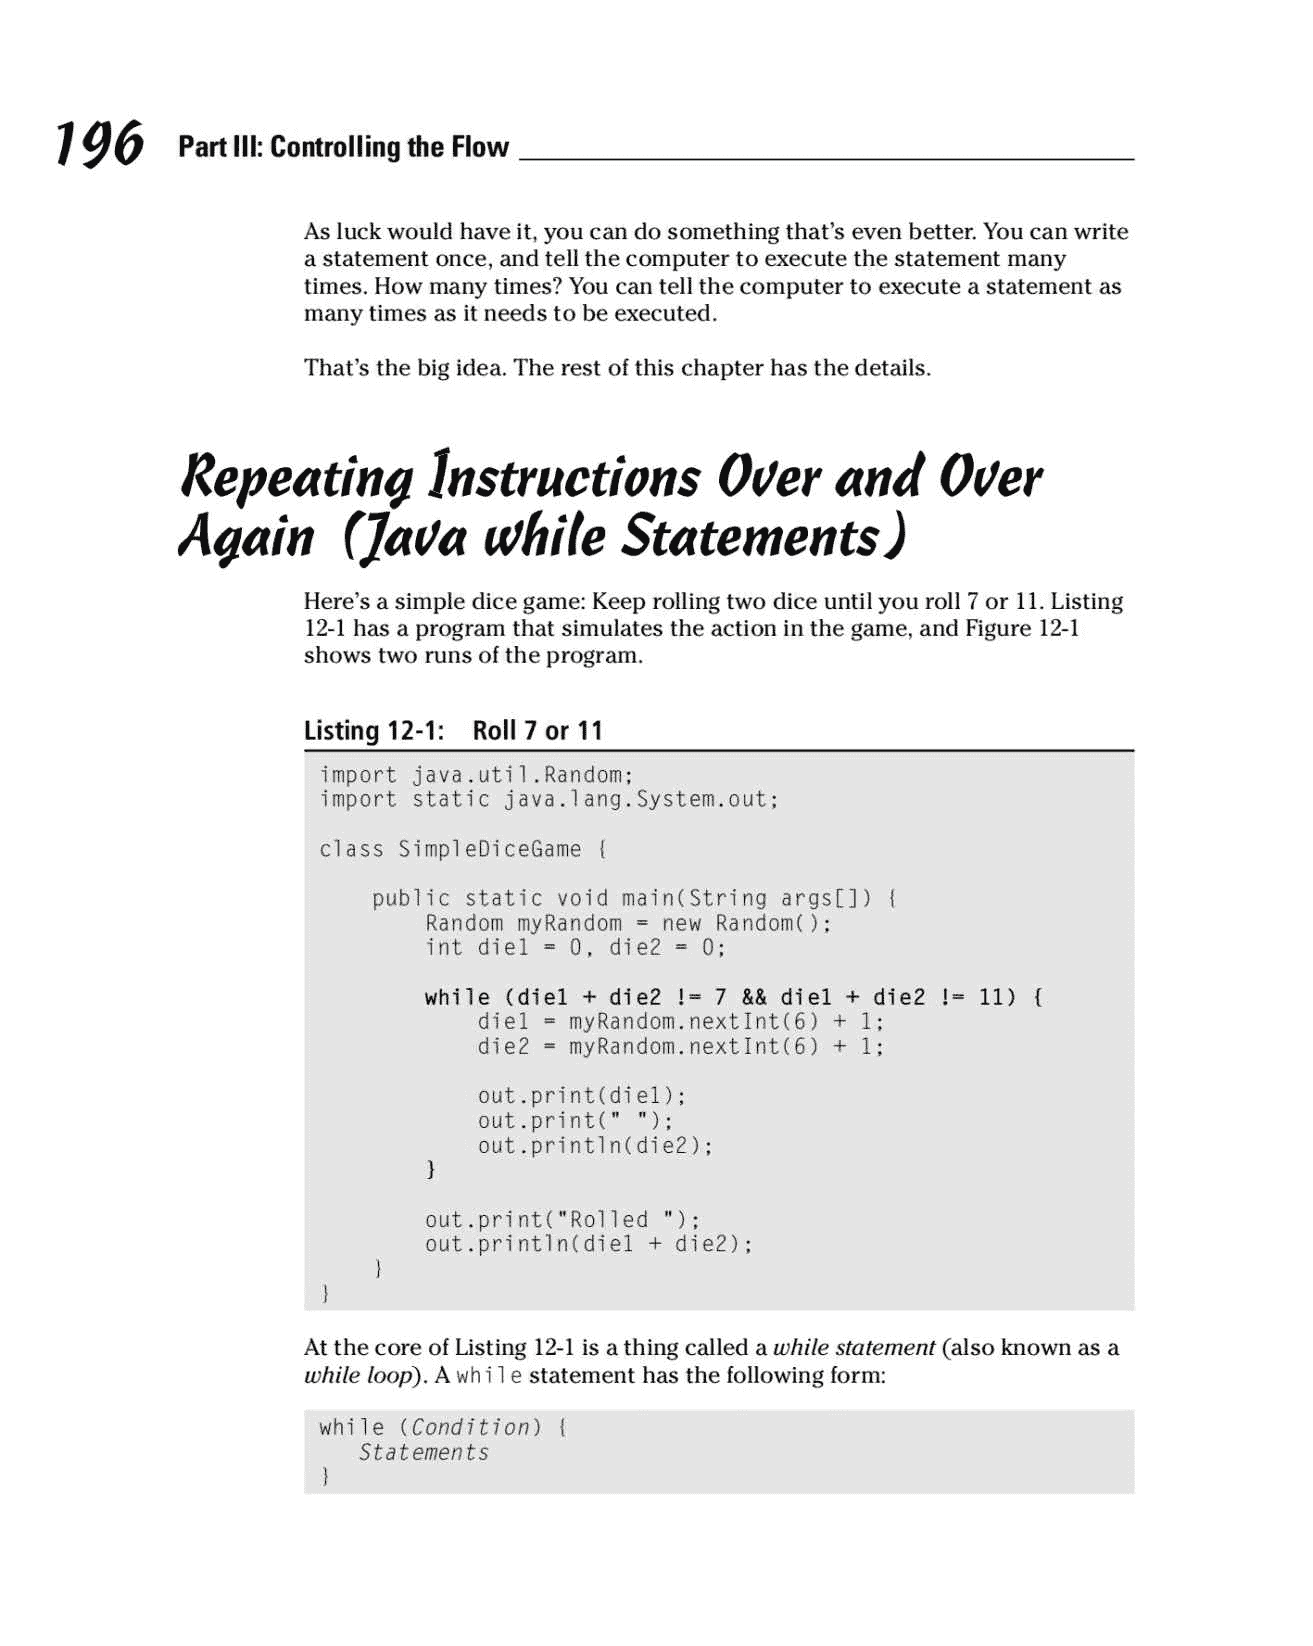 196 Part III: Controlling the Flow
As luck would have it, you can do something that's even better. You can write
a statement once, and tell the computer to execute the statement many
times. How many times? You can tell the computer to execute a statement as
many times as it needs to be executed.
That's the big idea. The rest of this chapter has the details.
Repeating Instructions Over and Over
Again (Java while Statements)
Here's a simple dice game: Keep rolling two dice until you roll 7 or 11. Listing
12-1 has a program that simulates the action in the game, and Figure 12-1
shows two runs of the program.
Listing 12-1: Roll 7 or 11
import java.util.Random;
import static java.lang.System.out;
class SimpleDiceGame {
public static void main(String args[]) {
Random myRandom = new Random();
int die1 = 0, die2 = 0;
while (die1 + die2 != 7 && die1 + die2 != 11) {
die1 = myRandom.nextInt(6) + 1;
die2 = myRandom.nextInt(6) + 1;
out.print(die1);
out.print(" ");
out.println(die2);
}
out.print("Rolled ");
out.println(die1 + die2);
}
}
At the core of Listing 12-1 is a thing called a while statement (also known as a
while loop). A while statement has the following form:
while (Condition) {
Statements
}